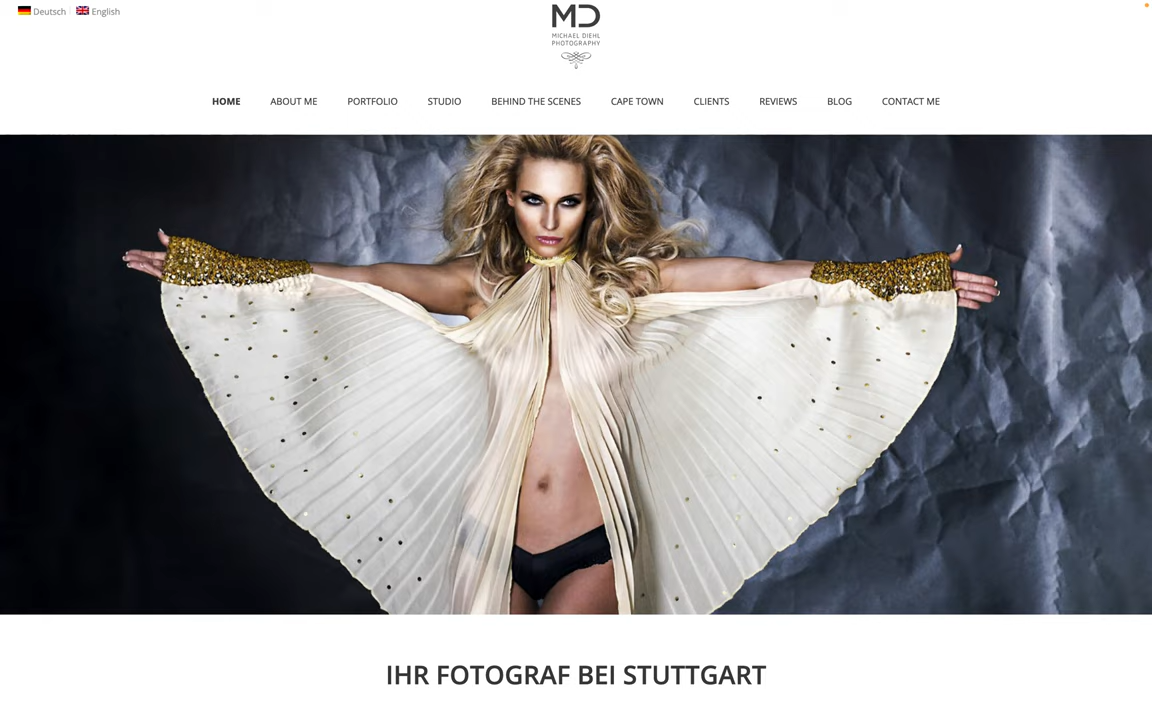 Deutsch English
MD
MICHAEL DIEHL
PHOTOGRAPHY
HOME ABOUT ME PORTFOLIO STUDIO BEHIND THE SCENES CAPE TOWN CLIENTS REVIEWS BLOG CONTACT ME
IHR FOTOGRAF BEI STUTTGART